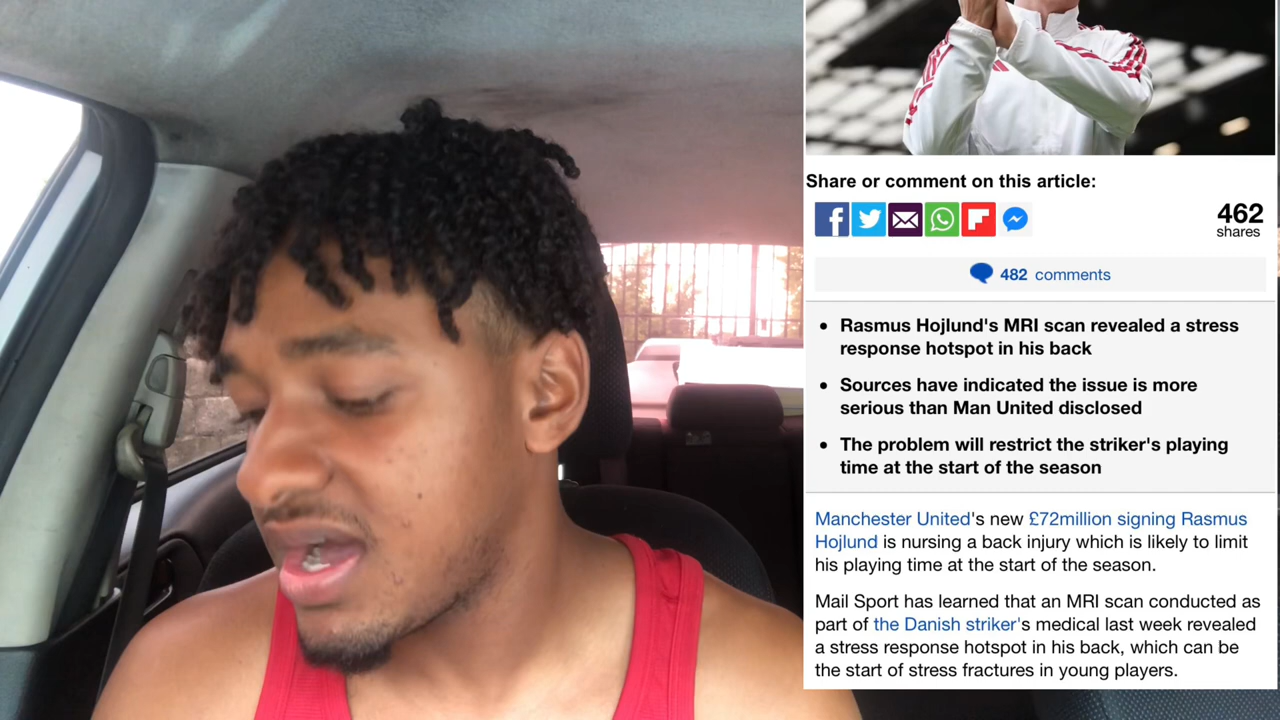 Share or comment on this article:
462
shares
482 comments
Rasmus Hojlund's MRI scan revealed a stress
response hotspot in his back
Sources have indicated the issue is more
serious than Man United disclosed
The problem will restrict the striker's playing
time at the start of the season
Manchester United's new £72million signing Rasmus
Hojlund is nursing a back injury which is likely to limit
his playing time at the start of the season.
Mail Sport has learned that an MRI scan conducted as
part of the Danish striker's medical last week revealed
a stress response hotspot in his back, which can be
the start of stress fractures in young players.